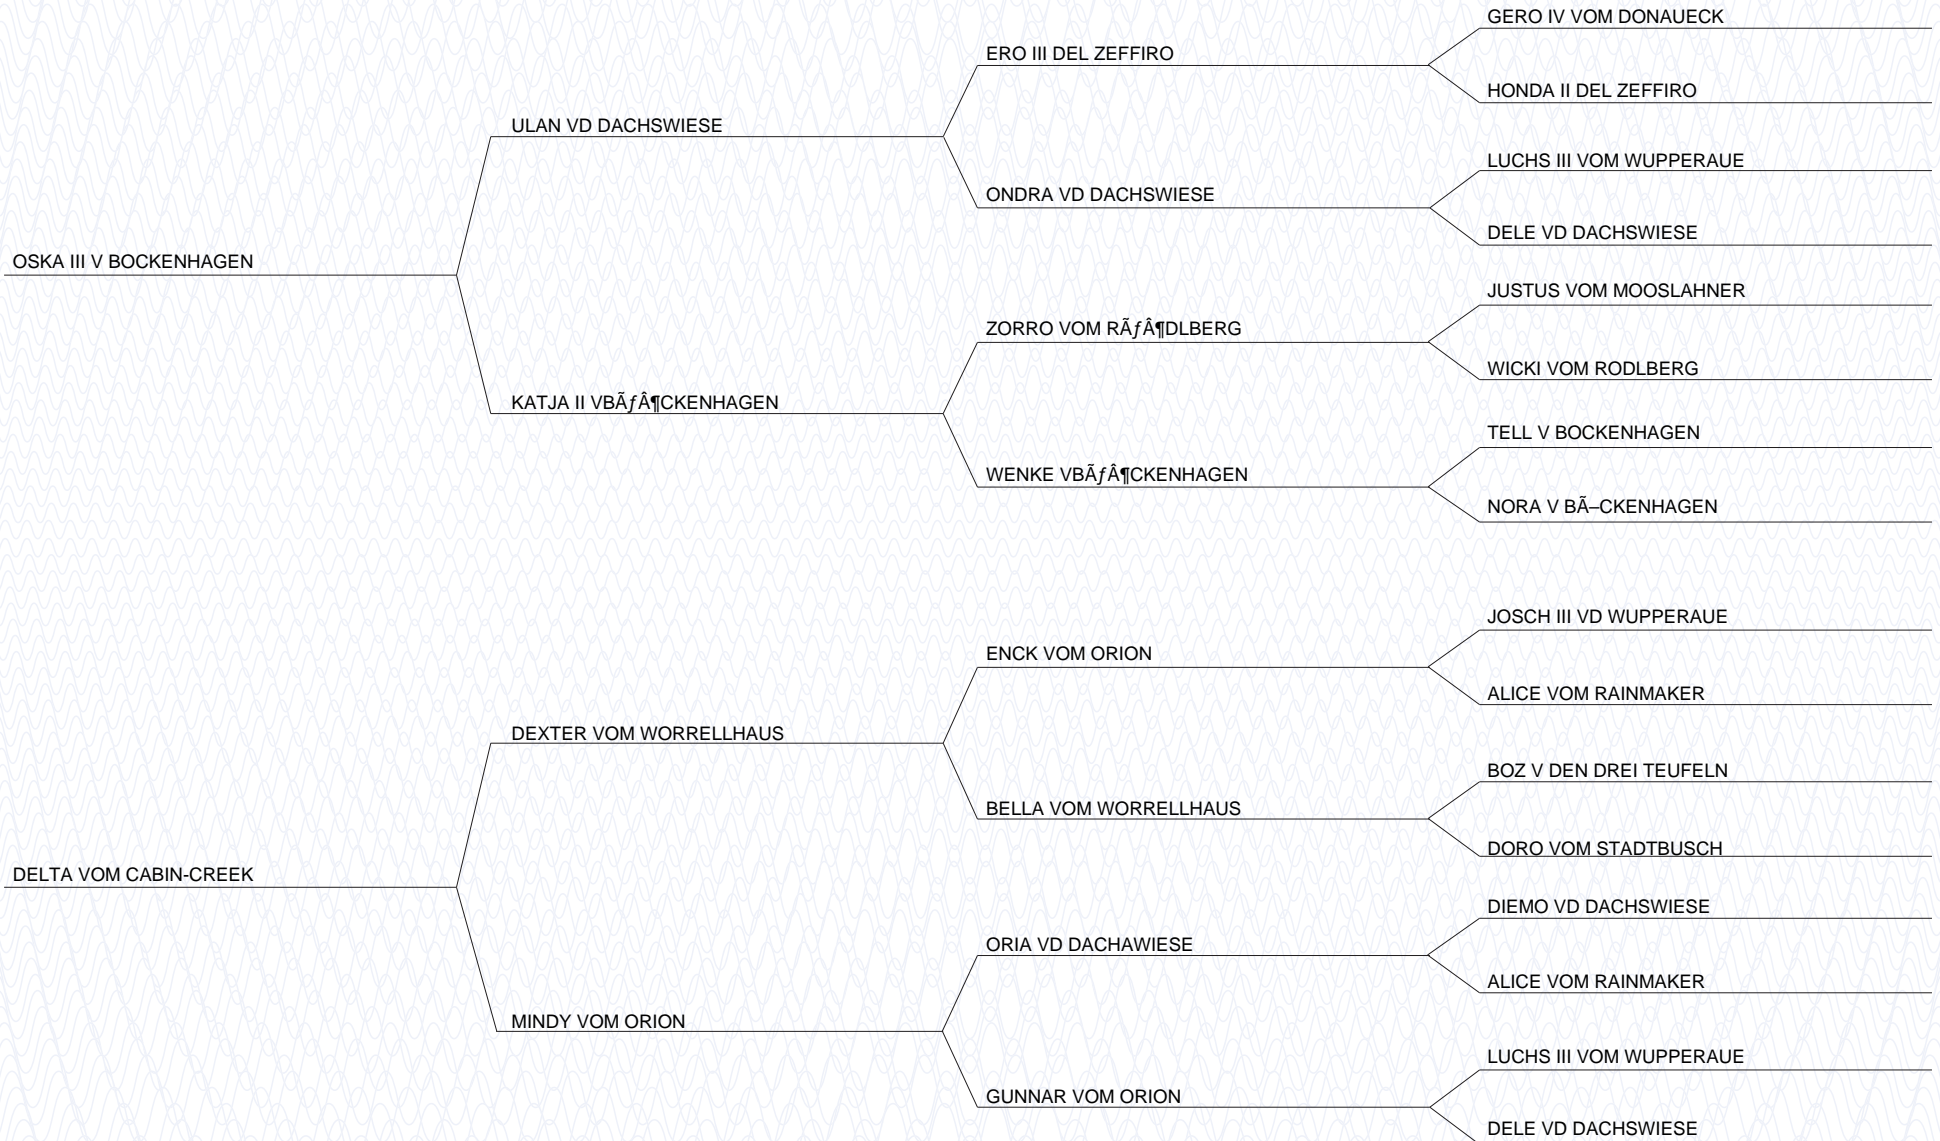 GERO IV VOM DONAUECK
ERO III DEL ZEFFIRO
HONDA II DEL ZEFFIRO
ULAN VD DACHSWIESE
LUCHS III VOM WUPPERAUE
ONDRA VD DACHSWIESE
DELE VD DACHSWIESE
OSKA III V BOCKENHAGEN
JUSTUS VOM MOOSLAHNER
ZORRO VOM RÃƒÂ¶DLBERG
WICKI VOM RODLBERG
KATJA II VBÃƒÂ¶CKENHAGEN
TELL V BOCKENHAGEN
WENKE VBÃƒÂ¶CKENHAGEN
NORA V BÃ–CKENHAGEN
JOSCH III VD WUPPERAUE
ENCK VOM ORION
ALICE VOM RAINMAKER
DEXTER VOM WORRELLHAUS
BOZ V DEN DREI TEUFELN
BELLA VOM WORRELLHAUS
DORO VOM STADTBUSCH
DELTA VOM CABIN-CREEK
DIEMO VD DACHSWIESE
ORIA VD DACHAWIESE
ALICE VOM RAINMAKER
MINDY VOM ORION
LUCHS III VOM WUPPERAUE
GUNNAR VOM ORION
DELE VD DACHSWIESE